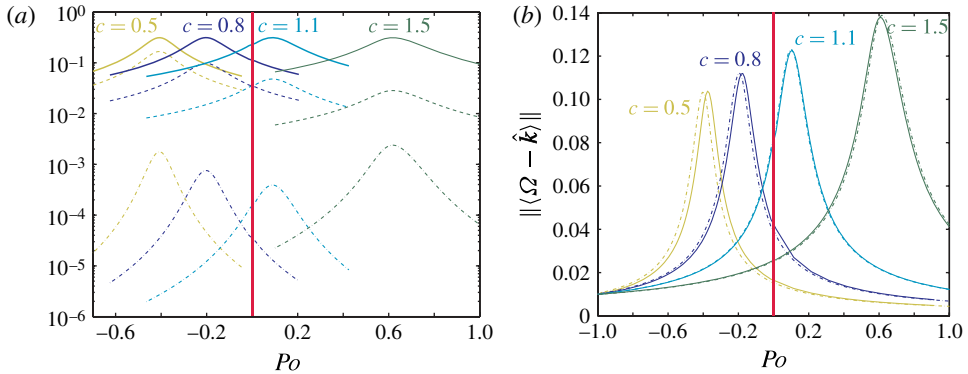 (a)
10⁰
10⁻¹
10⁻²
10⁻³
10⁻⁴
10⁻⁵
10⁻⁶
c = 0.5
c = 0.8
c = 1.1
c = 1.5
−0.6
−0.2
0.2
0.6
1.0
Po
(b)
0.14
0.12
0.10
0.08
0.06
0.04
0.02
0
‖⟨Ω − k̂⟩‖
c = 0.5
c = 0.8
c = 1.1
c = 1.5
−1.0
−0.6
−0.2
0.2
0.6
1.0
Po